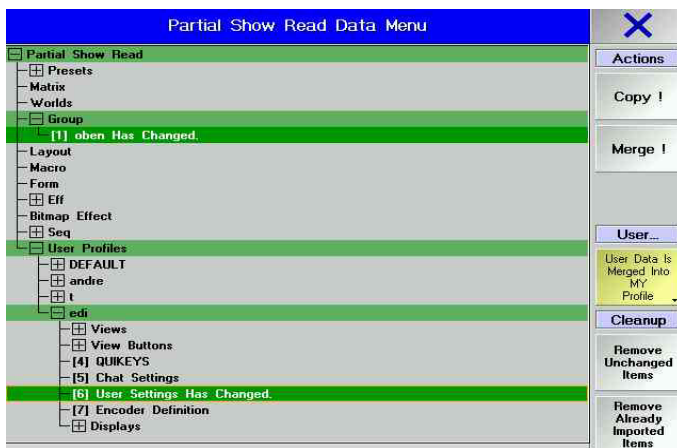 Partial Show Read Data Menu
Partial Show Read
Presets
Matrix
Worlds
Group
[1] oben Has Changed.
Layout
Macro
Form
Eff
Bitmap Effect
Seq
User Profiles
DEFAULT
andre
t
edi
Views
View Buttons
[4] QUIKEYS
[5] Chat Settings
[6] User Settings Has Changed.
[7] Encoder Definition
Displays
Actions
Copy !
Merge !
User...
User Data Is
Merged Into
MY
Profile
Cleanup
Remove
Unchanged
Items
Remove
Already
Imported
Items